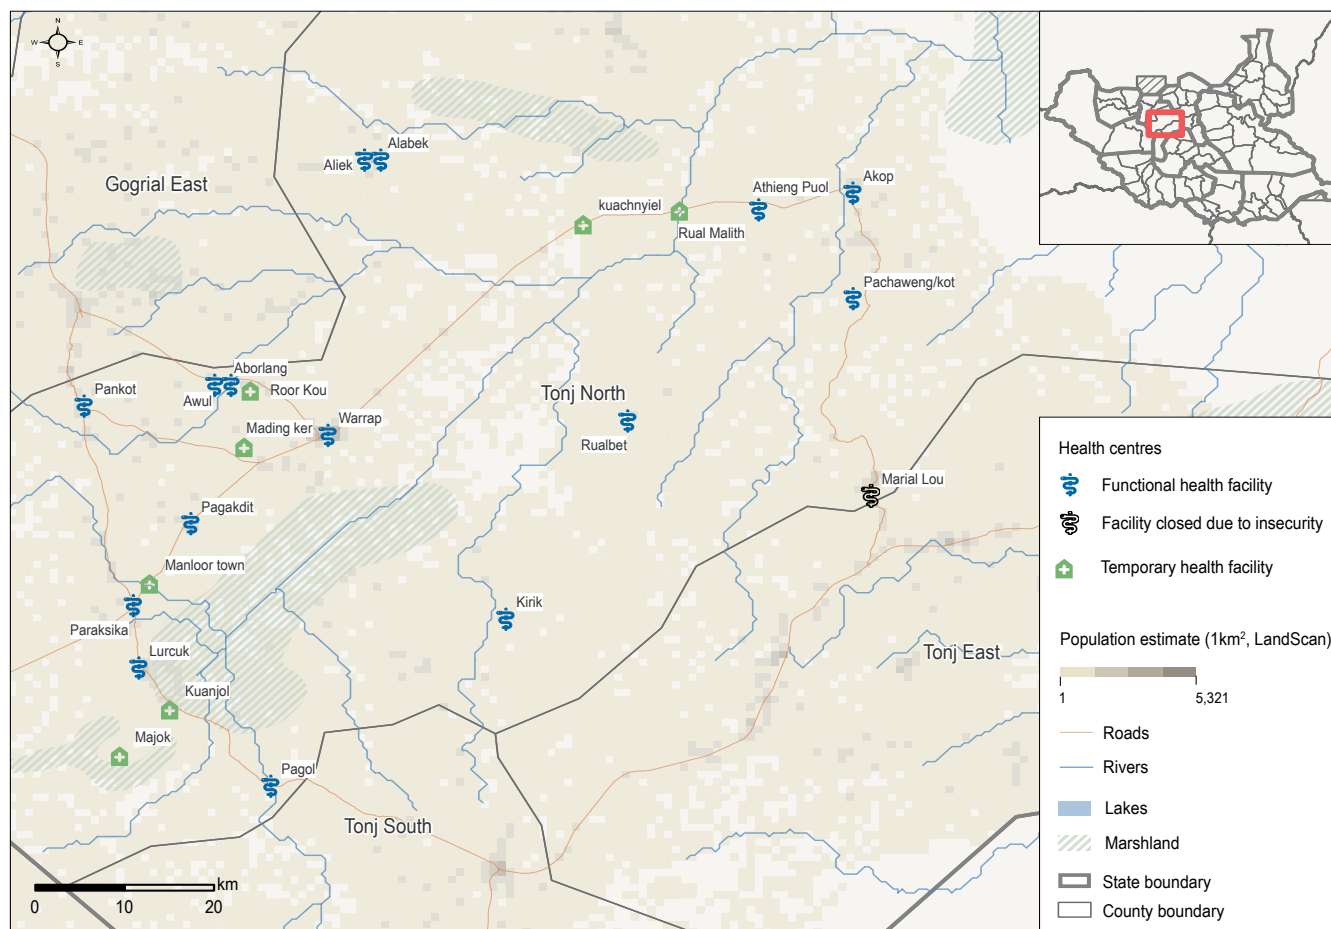 N
W
E
S
Alabek
Aliek
Gogrial East
Akop
Athieng Puol
kuachnyiel
Rual Malith
Pachaweng/kot
Aborlang
Pankot
Awul
Roor Kou
Tonj North
Mading ker
Warrap
Rualbet
Marial Lou
Pagakdit
Manloor town
Kirik
Paraksika
Lurcuk
Tonj East
Kuanjol
Majok
Pagol
Tonj South
km
0
10
20
Health centres
Functional health facility
Facility closed due to insecurity
Temporary health facility
Population estimate (1km², LandScan)
1
5,321
Roads
Rivers
Lakes
Marshland
State boundary
County boundary